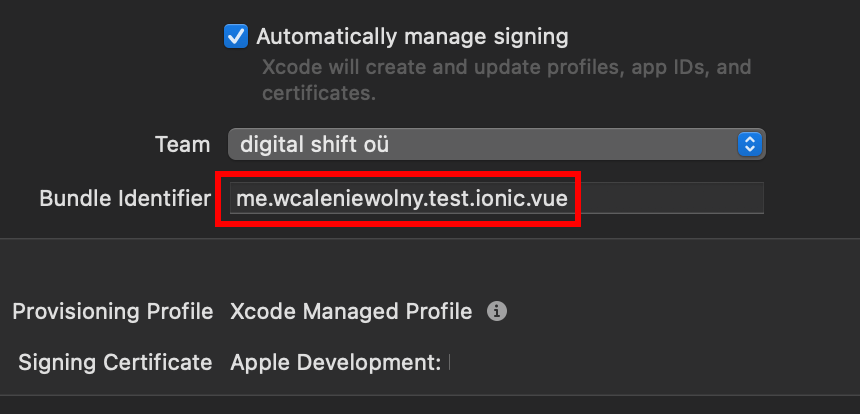 Automatically manage signing
Xcode will create and update profiles, app IDs, and
certificates.
Team digital shift oü
Bundle Identifier me.wcaleniewolny.test.ionic.vue
Provisioning Profile Xcode Managed Profile
Signing Certificate Apple Development: